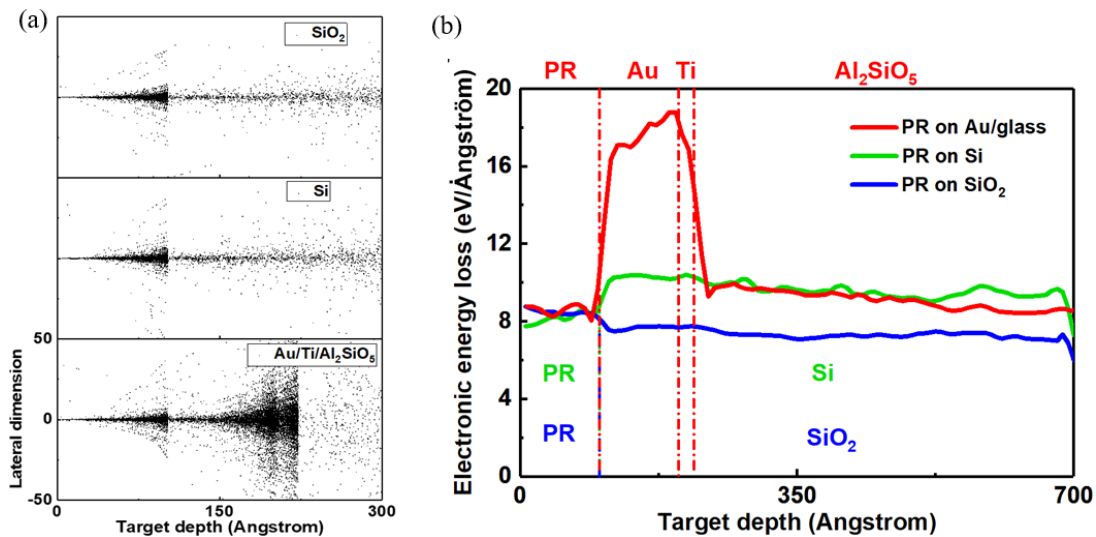 (a)
SiO2
Si
50
Au/Ti/Al2SiO5
0
-50
Lateral dimension
0 150 300
Target depth (Angstrom)
(b)
PR Au Ti Al2SiO5
20
16
12
8
4
0
Electronic energy loss (eV/Ångström)
PR on Au/glass
PR on Si
PR on SiO2
PR Si
PR SiO2
0 350 700
Target depth (Angstrom)